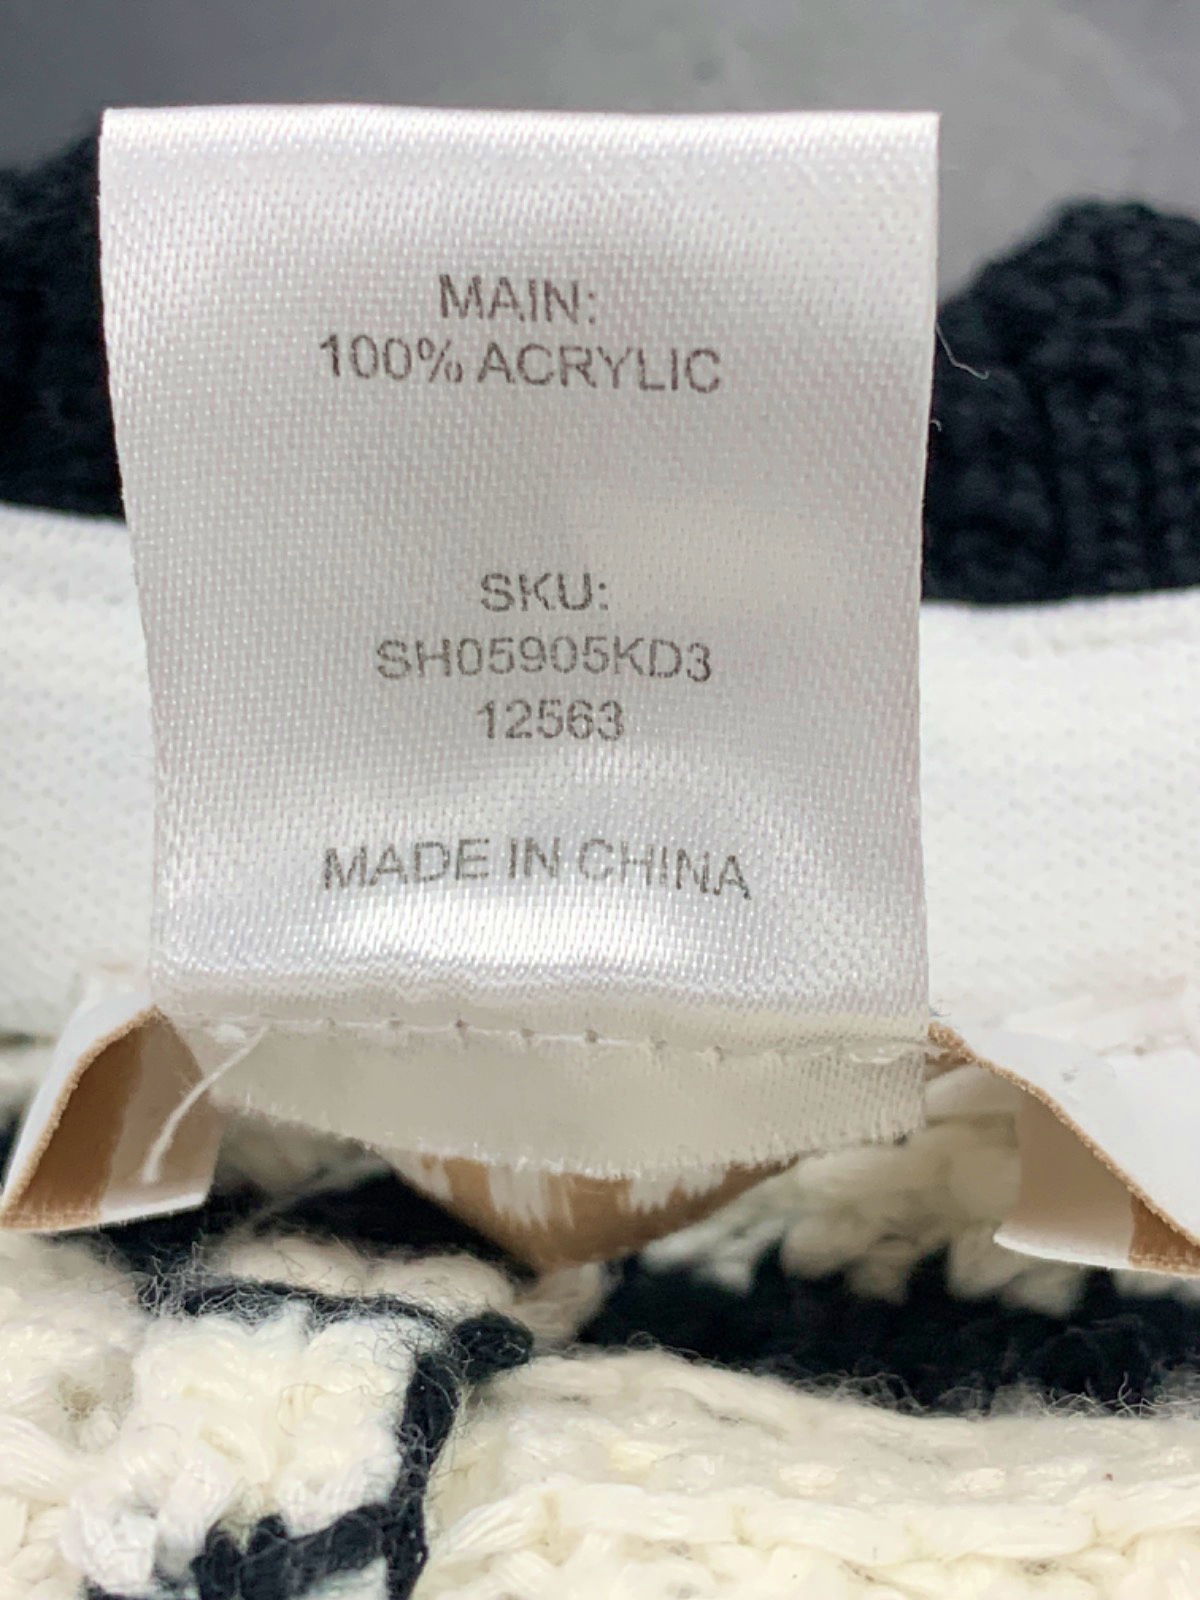 MAIN:
100% ACRYLIC
SKU:
SH05905KD3
12563
MADE IN CHINA